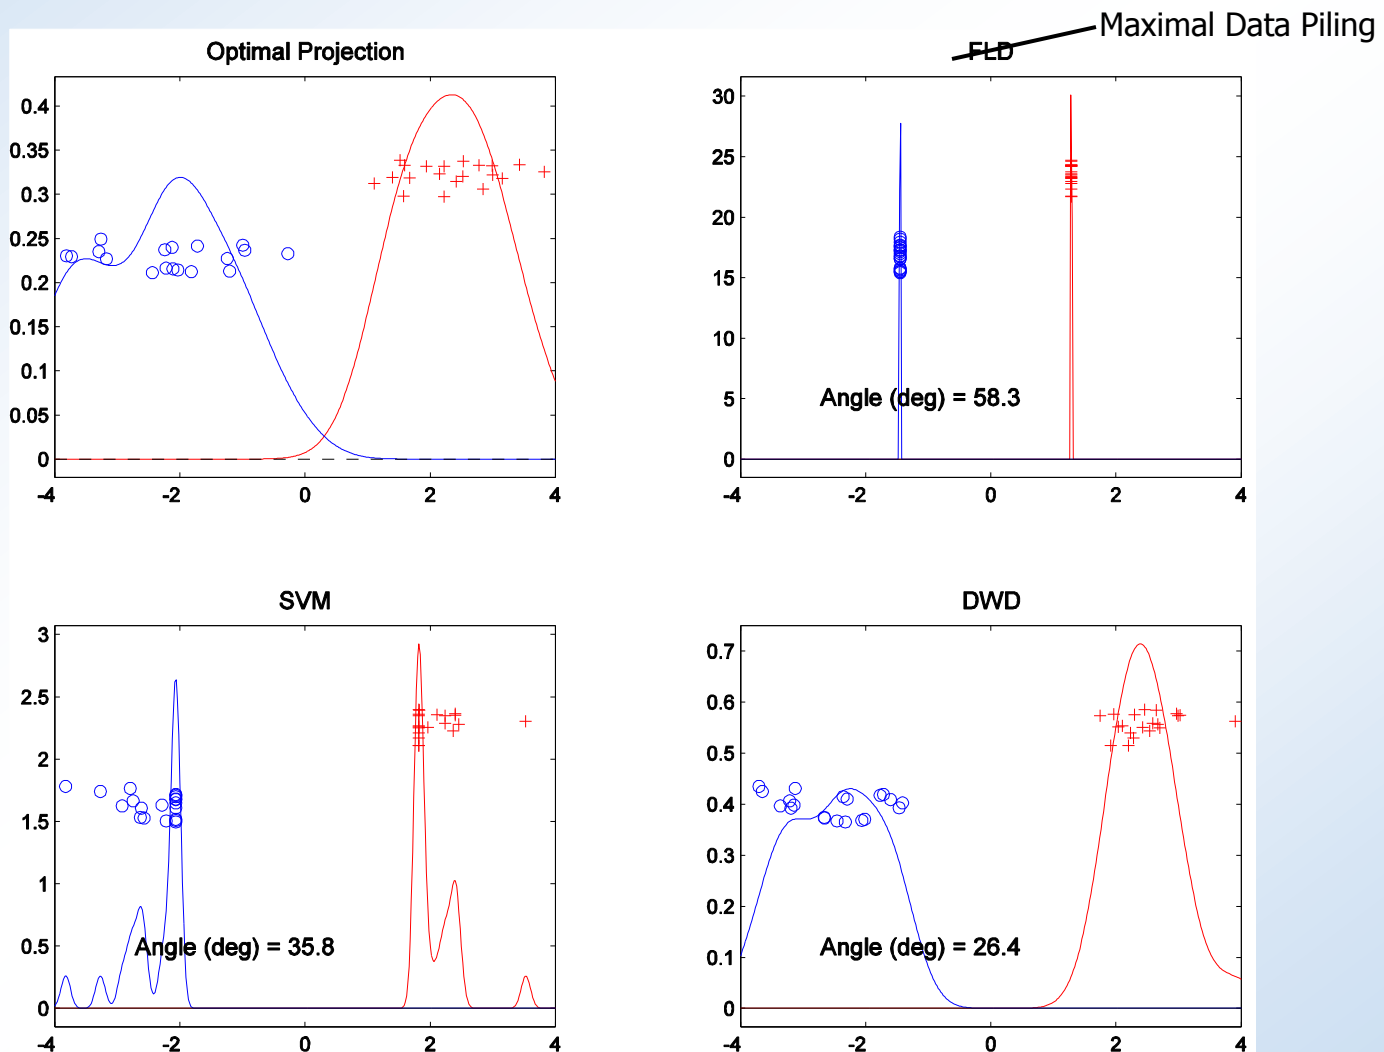 Maximal Data Piling
Optimal Projection
0.4
0.35
0.3
0.25
0.2
0.15
0.1
0.05
0
-4 -2 0 2 4
FLD
30
25
20
15
10
5
0
Angle (deg) = 58.3
-4 -2 0 2 4
SVM
3
2.5
2
1.5
1
0.5
0
Angle (deg) = 35.8
-4 -2 0 2 4
DWD
0.7
0.6
0.5
0.4
0.3
0.2
0.1
0
Angle (deg) = 26.4
-4 -2 0 2 4